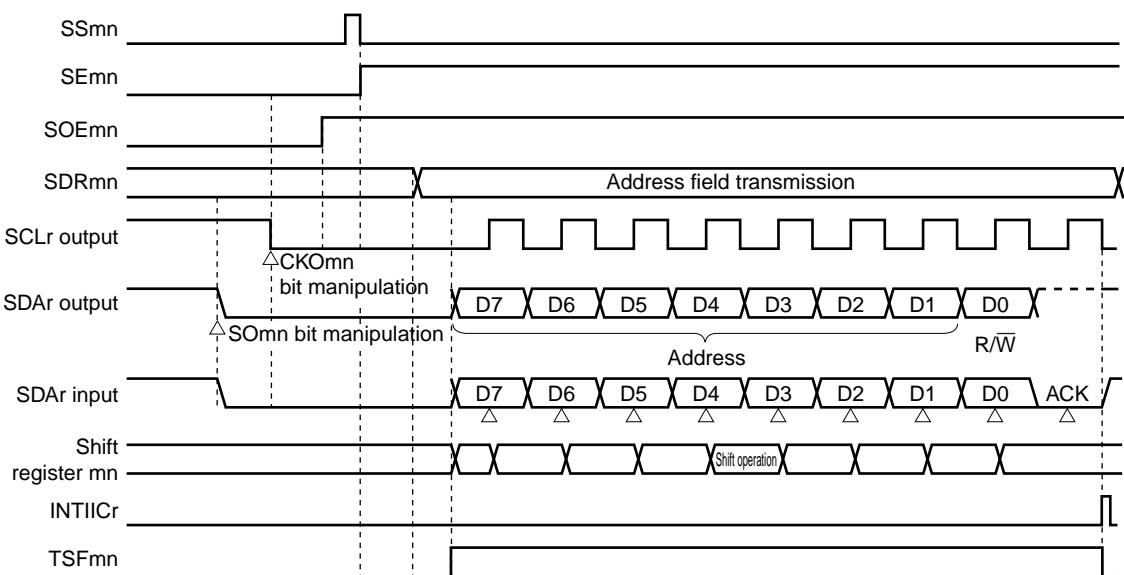 SSmn
SEmn
SOEmn
SDRmn
Address field transmission
SCLr output
CKOmn
bit manipulation
SDAr output
D7 D6 D5 D4 D3 D2 D1 D0
SOmn bit manipulation
Address
R/W̅
SDAr input
D7 D6 D5 D4 D3 D2 D1 D0 ACK
Shift
register mn
Shift operation
INTIICr
TSFmn